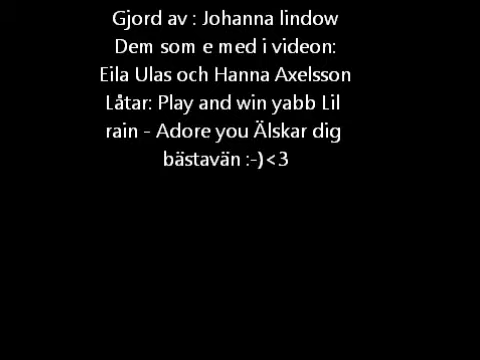 Gjord av : Johanna lindow
Dem som e med i videon:
Eila Ulas och Hanna Axelsson
Låtar: Play and win yabb Lil
rain - Adore you Älskar dig
bästavän :-)<3